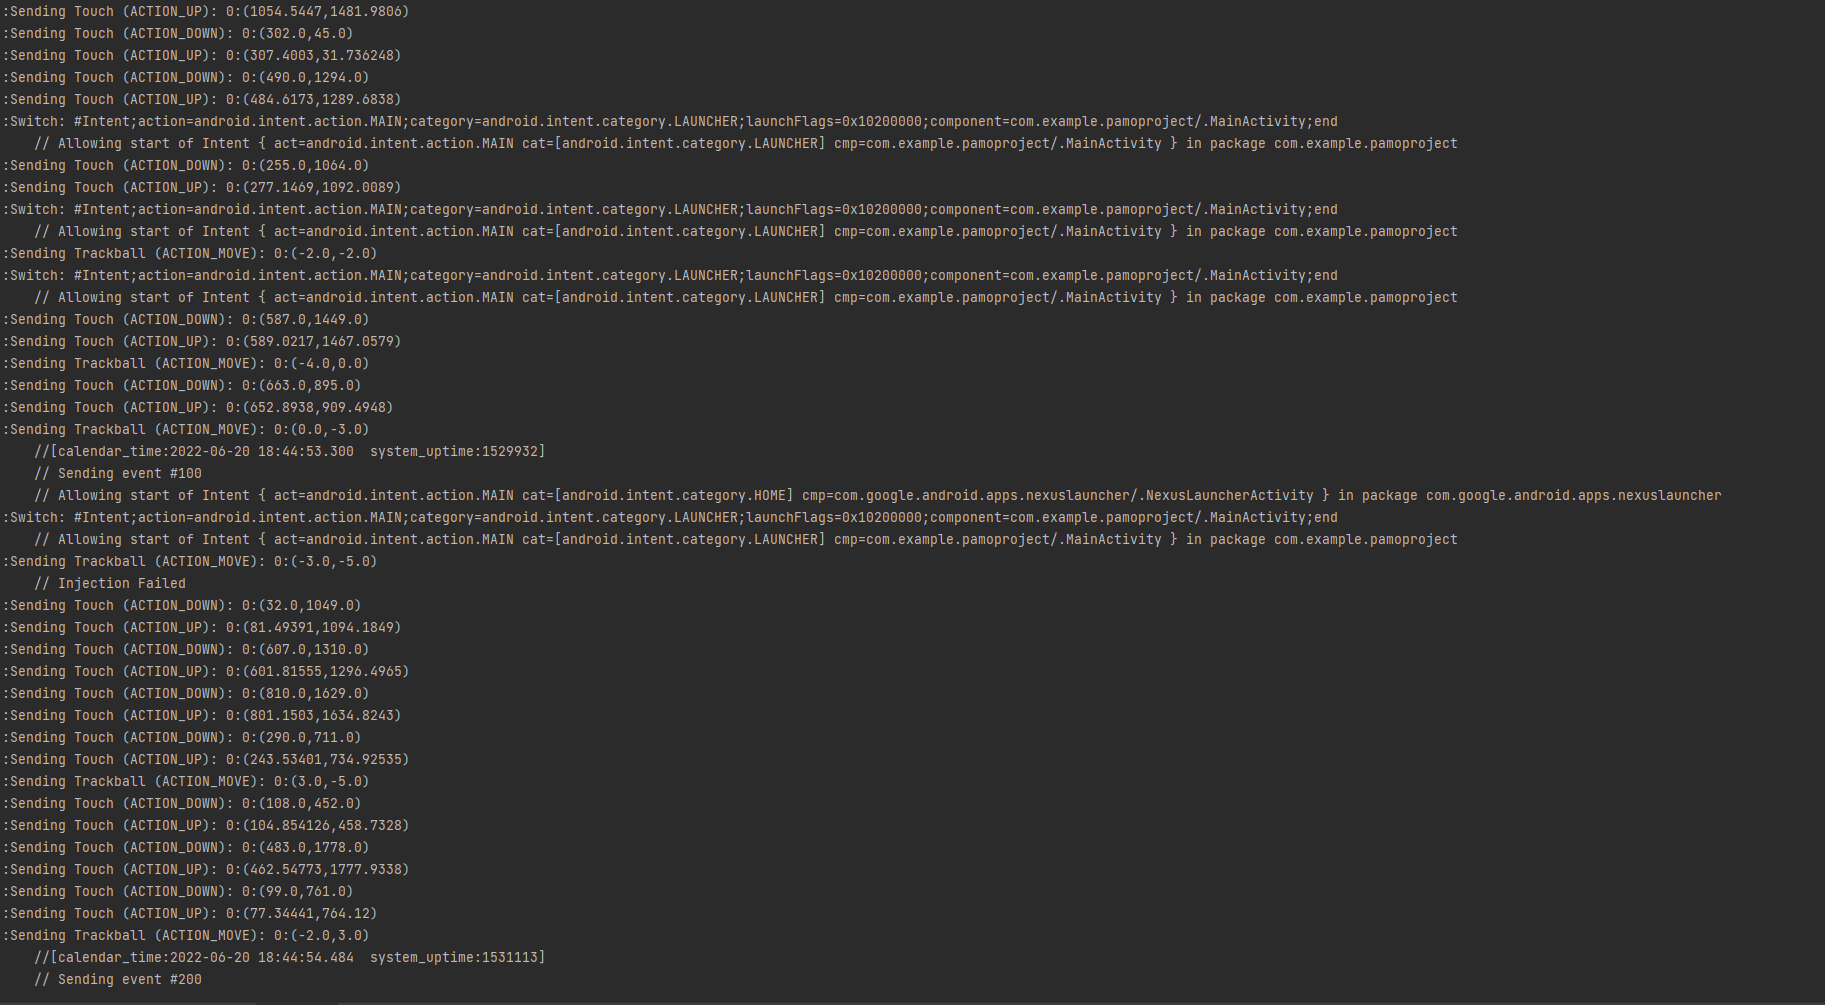 :Sending Touch (ACTION_UP): 0:(1054.5447,1481.9806)
:Sending Touch (ACTION_DOWN): 0:(302.0,45.0)
:Sending Touch (ACTION_UP): 0:(307.4003,31.736248)
:Sending Touch (ACTION_DOWN): 0:(490.0,1294.0)
:Sending Touch (ACTION_UP): 0:(484.6173,1289.6838)
:Switch: #Intent;action=android.intent.action.MAIN;category=android.intent.category.LAUNCHER;launchFlags=0x10200000;component=com.example.pamoproject/.MainActivity;end
    // Allowing start of Intent { act=android.intent.action.MAIN cat=[android.intent.category.LAUNCHER] cmp=com.example.pamoproject/.MainActivity } in package com.example.pamoproject
:Sending Touch (ACTION_DOWN): 0:(255.0,1064.0)
:Sending Touch (ACTION_UP): 0:(277.1469,1092.0089)
:Switch: #Intent;action=android.intent.action.MAIN;category=android.intent.category.LAUNCHER;launchFlags=0x10200000;component=com.example.pamoproject/.MainActivity;end
    // Allowing start of Intent { act=android.intent.action.MAIN cat=[android.intent.category.LAUNCHER] cmp=com.example.pamoproject/.MainActivity } in package com.example.pamoproject
:Sending Trackball (ACTION_MOVE): 0:(-2.0,-2.0)
:Switch: #Intent;action=android.intent.action.MAIN;category=android.intent.category.LAUNCHER;launchFlags=0x10200000;component=com.example.pamoproject/.MainActivity;end
    // Allowing start of Intent { act=android.intent.action.MAIN cat=[android.intent.category.LAUNCHER] cmp=com.example.pamoproject/.MainActivity } in package com.example.pamoproject
:Sending Touch (ACTION_DOWN): 0:(587.0,1449.0)
:Sending Touch (ACTION_UP): 0:(589.0217,1467.0579)
:Sending Trackball (ACTION_MOVE): 0:(-4.0,0.0)
:Sending Touch (ACTION_DOWN): 0:(663.0,895.0)
:Sending Touch (ACTION_UP): 0:(652.8938,909.4948)
:Sending Trackball (ACTION_MOVE): 0:(0.0,-3.0)
    //[calendar_time:2022-06-20 18:44:53.300  system_uptime:1529932]
    // Sending event #100
    // Allowing start of Intent { act=android.intent.action.MAIN cat=[android.intent.category.HOME] cmp=com.google.android.apps.nexuslauncher/.NexusLauncherActivity } in package com.google.android.apps.nexuslauncher
:Switch: #Intent;action=android.intent.action.MAIN;category=android.intent.category.LAUNCHER;launchFlags=0x10200000;component=com.example.pamoproject/.MainActivity;end
    // Allowing start of Intent { act=android.intent.action.MAIN cat=[android.intent.category.LAUNCHER] cmp=com.example.pamoproject/.MainActivity } in package com.example.pamoproject
:Sending Trackball (ACTION_MOVE): 0:(-3.0,-5.0)
    // Injection Failed
:Sending Touch (ACTION_DOWN): 0:(32.0,1049.0)
:Sending Touch (ACTION_UP): 0:(81.49391,1094.1849)
:Sending Touch (ACTION_DOWN): 0:(607.0,1310.0)
:Sending Touch (ACTION_UP): 0:(601.81555,1296.4965)
:Sending Touch (ACTION_DOWN): 0:(810.0,1629.0)
:Sending Touch (ACTION_UP): 0:(801.1503,1634.8243)
:Sending Touch (ACTION_DOWN): 0:(290.0,711.0)
:Sending Touch (ACTION_UP): 0:(243.53401,734.92535)
:Sending Trackball (ACTION_MOVE): 0:(3.0,-5.0)
:Sending Touch (ACTION_DOWN): 0:(108.0,452.0)
:Sending Touch (ACTION_UP): 0:(104.854126,458.7328)
:Sending Touch (ACTION_DOWN): 0:(483.0,1778.0)
:Sending Touch (ACTION_UP): 0:(462.54773,1777.9338)
:Sending Touch (ACTION_DOWN): 0:(99.0,761.0)
:Sending Touch (ACTION_UP): 0:(77.34441,764.12)
:Sending Trackball (ACTION_MOVE): 0:(-2.0,3.0)
    //[calendar_time:2022-06-20 18:44:54.484  system_uptime:1531113]
    // Sending event #200